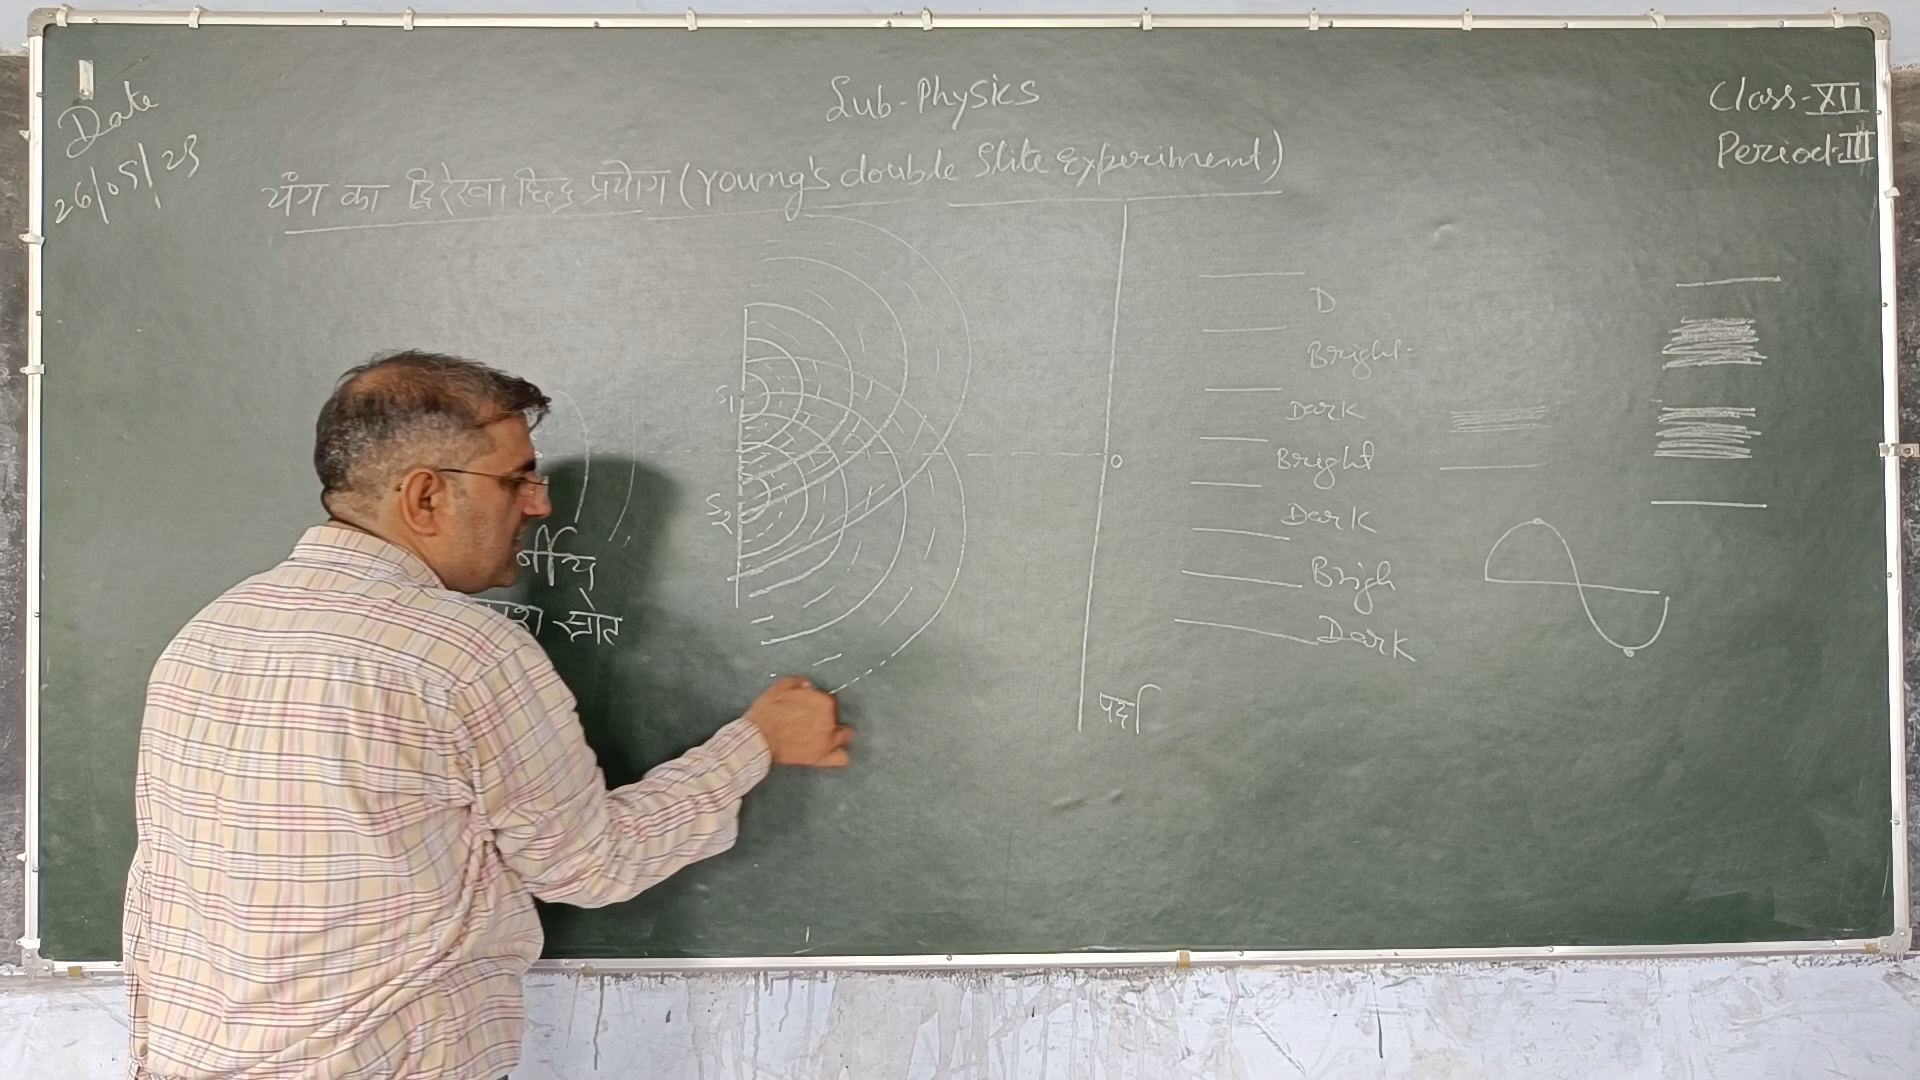 Date
26/05/23
Sub-Physics
Class-XII
Period-III
यंग का द्विरेखा छिद्र प्रयोग (Young's double Slite Experiment)
D
Bright
S1
Dark
O
Bright
S2
Dark
Brigh
स्रोत
Dark
पर्दा